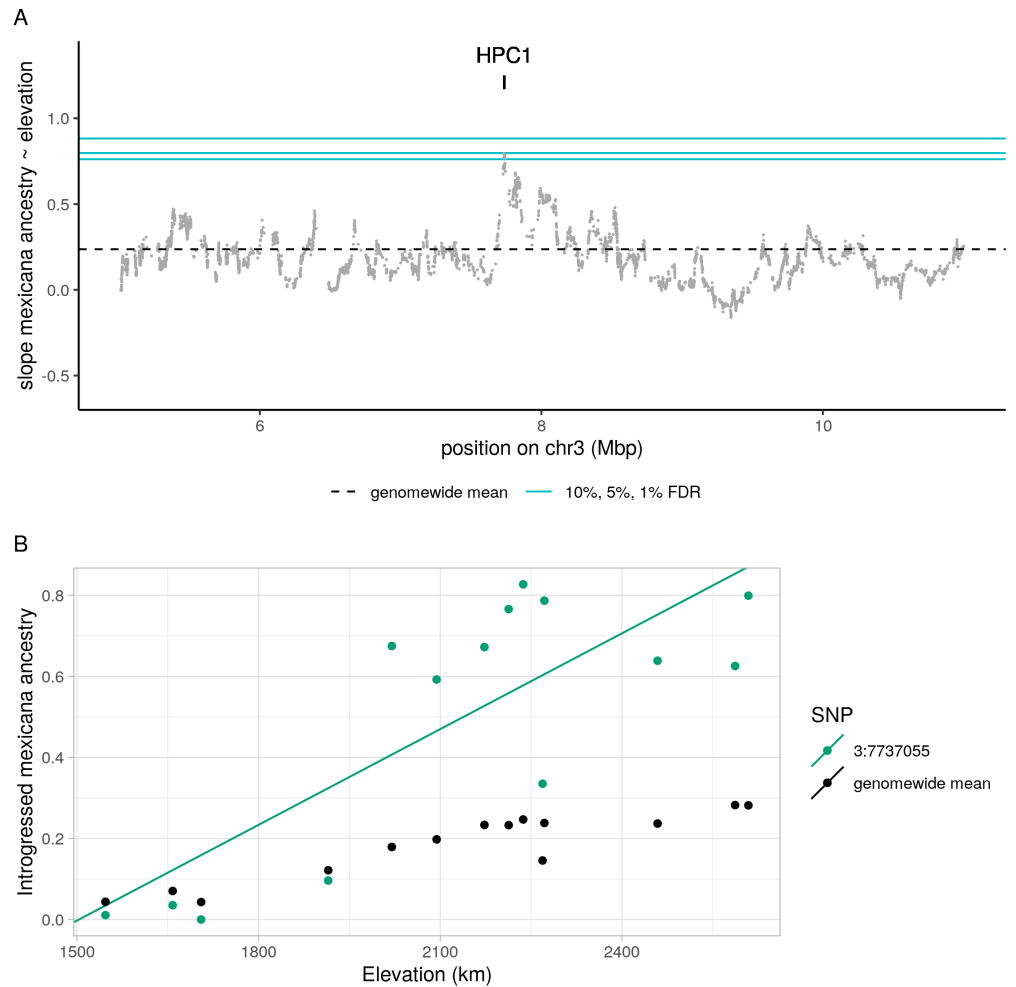 A
HPC1
slope mexicana ancestry ~ elevation
1.0
0.5
0.0
-0.5
6
8
10
position on chr3 (Mbp)
genomewide mean
10%, 5%, 1% FDR
B
Introgressed mexicana ancestry
0.8
0.6
0.4
0.2
0.0
1500
1800
2100
2400
Elevation (km)
SNP
3:7737055
genomewide mean